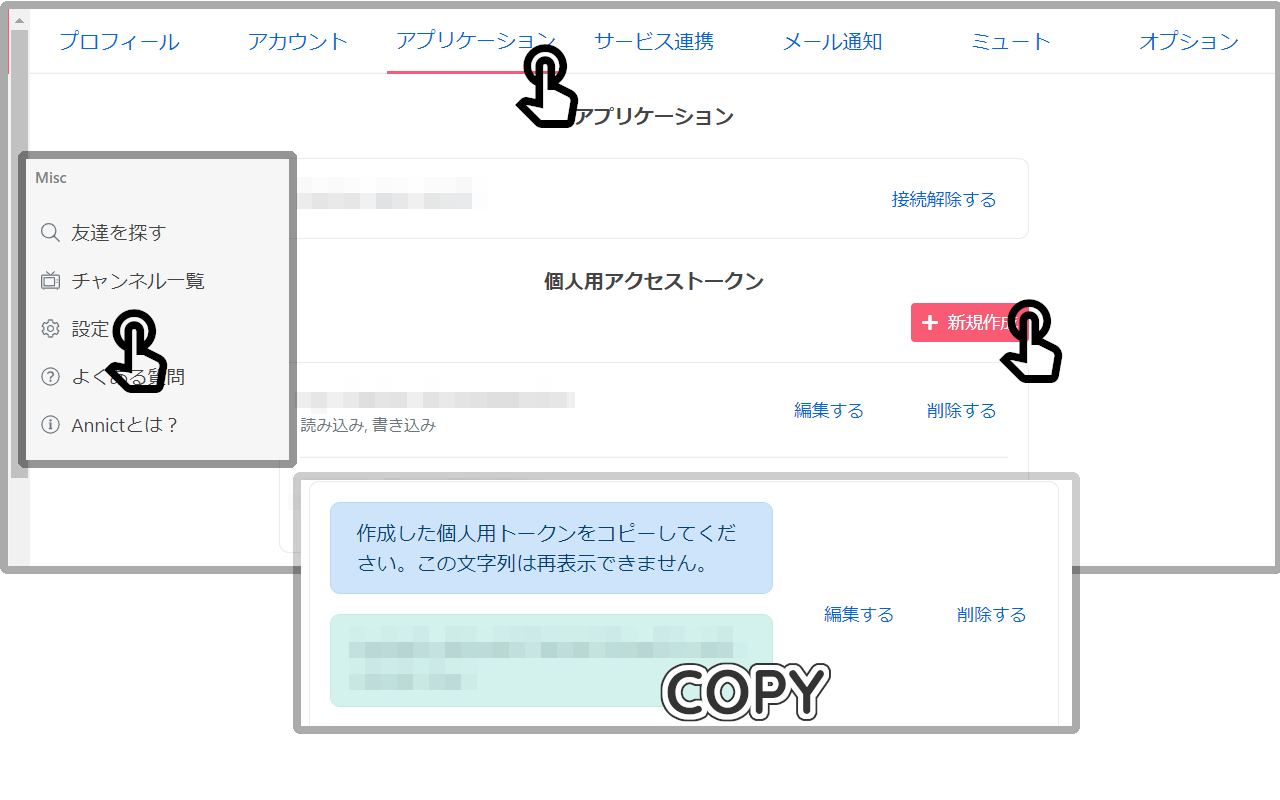 プロフィール
アカウント
アプリケーション
サービス連携
メール通知
ミュート
オプション
アプリケーション
接続解除する
Misc
友達を探す
チャンネル一覧
設定
よくある質問
Annictとは？
個人用アクセストークン
+ 新規作成
編集する
削除する
読み込み, 書き込み
作成した個人用トークンをコピーしてくだ
さい。この文字列は再表示できません。
編集する
削除する
COPY